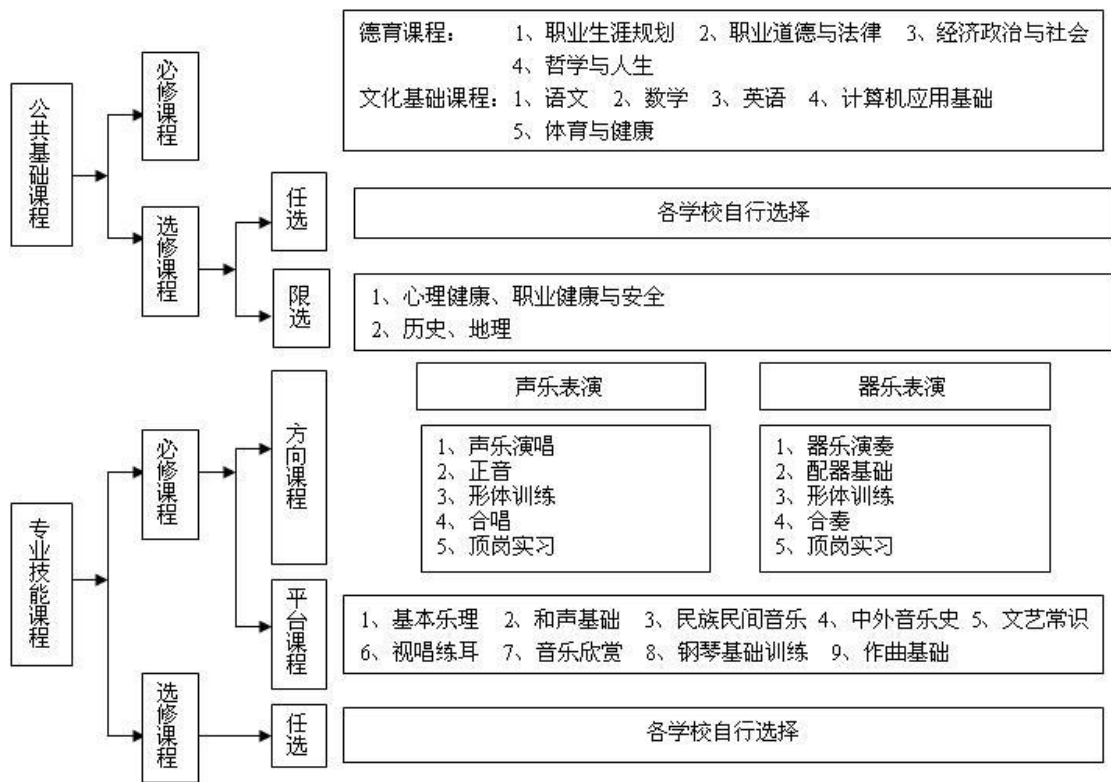 公共基础课程
必修课程
德育课程： 1、职业生涯规划 2、职业道德与法律 3、经济政治与社会
4、哲学与人生
文化基础课程：1、语文 2、数学 3、英语 4、计算机应用基础
5、体育与健康
选修课程
任选
各学校自行选择
限选
1、心理健康、职业健康与安全
2、历史、地理
专业技能课程
必修课程
方向课程
声乐表演
1、声乐演唱
2、正音
3、形体训练
4、合唱
5、顶岗实习
器乐表演
1、器乐演奏
2、配器基础
3、形体训练
4、合奏
5、顶岗实习
平台课程
1、基本乐理 2、和声基础 3、民族民间音乐 4、中外音乐史 5、文艺常识
6、视唱练耳 7、音乐欣赏 8、钢琴基础训练 9、作曲基础
选修课程
任选
各学校自行选择